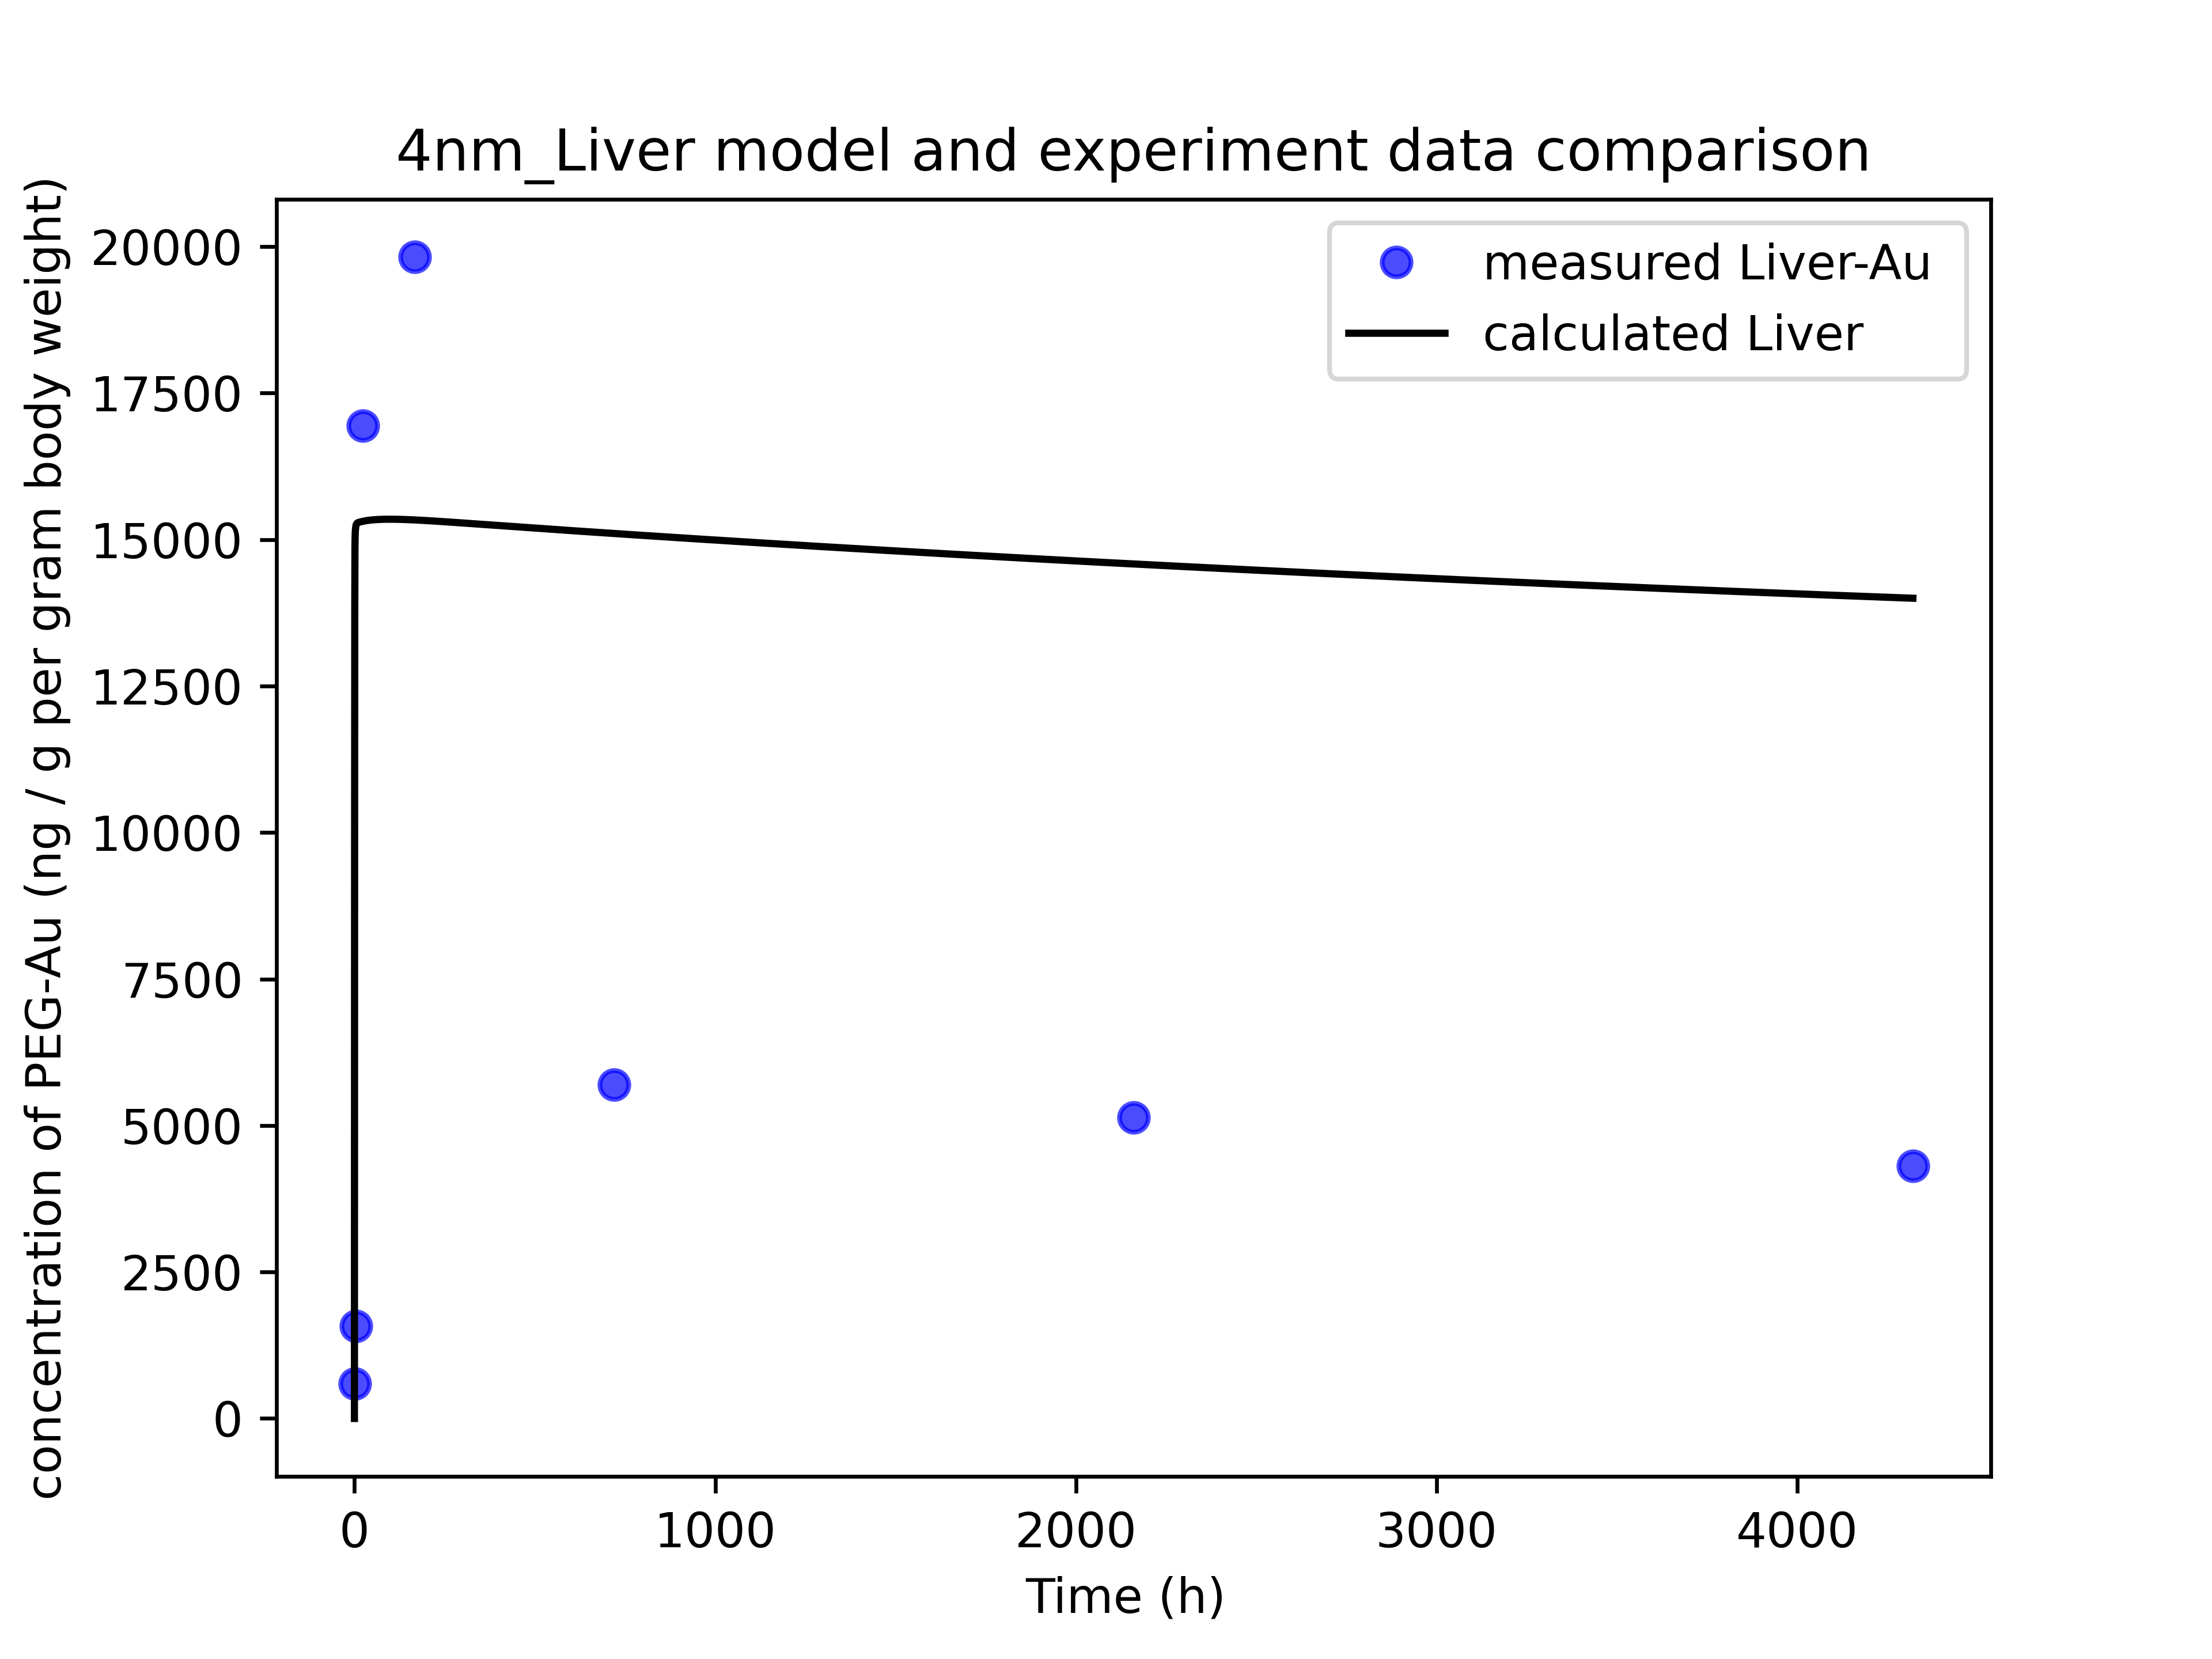 4nm_Liver model and experiment data comparison
concentration of PEG-Au (ng / g per gram body weight)
20000
17500
15000
12500
10000
7500
5000
2500
0
measured Liver-Au
calculated Liver
0 1000 2000 3000 4000
Time (h)